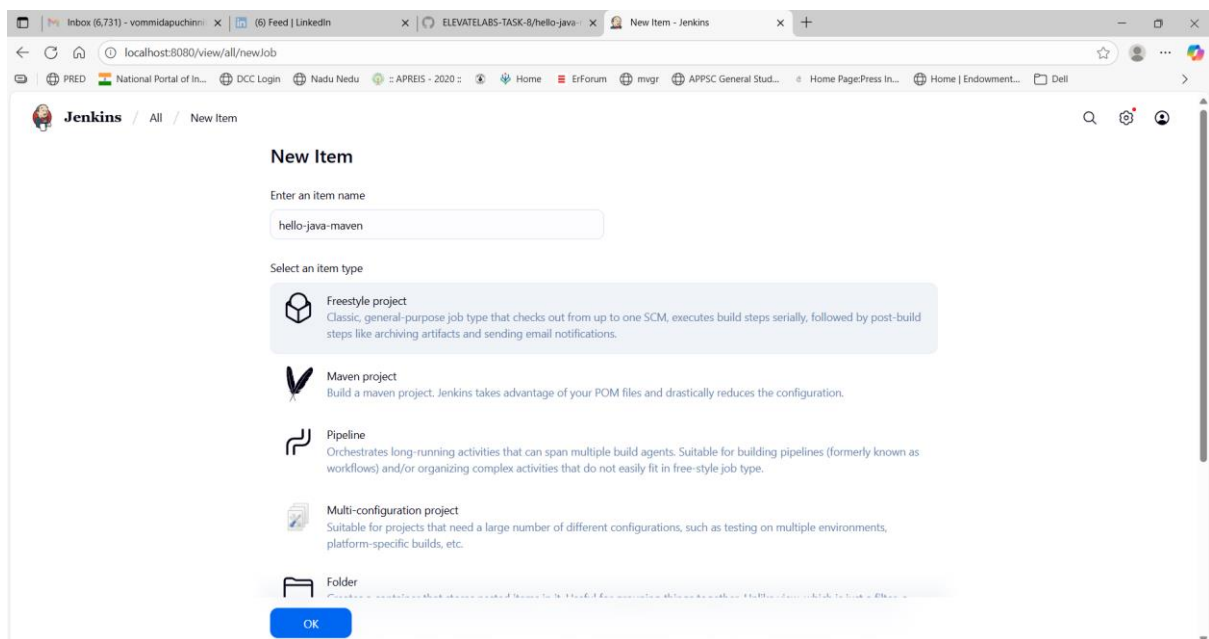 Inbox (6,731) - vommidapuchinn
(6) Feed | LinkedIn
ELEVATELABS-TASK-8/hello-java-
New Item - Jenkins
localhost:8080/view/all/newJob
PRED
National Portal of In...
DCC Login
Nadu Nedu
:: APREIS - 2020 ::
Home
ErForum
mvgr
APPSC General Stud...
Home Page:Press In...
Home | Endowment...
Dell
Jenkins / All / New Item
New Item
Enter an item name
hello-java-maven
Select an item type
Freestyle project
Classic, general-purpose job type that checks out from up to one SCM, executes build steps serially, followed by post-build
steps like archiving artifacts and sending email notifications.
Maven project
Build a maven project. Jenkins takes advantage of your POM files and drastically reduces the configuration.
Pipeline
Orchestrates long-running activities that can span multiple build agents. Suitable for building pipelines (formerly known as
workflows) and/or organizing complex activities that do not easily fit in free-style job type.
Multi-configuration project
Suitable for projects that need a large number of different configurations, such as testing on multiple environments,
platform-specific builds, etc.
Folder
OK